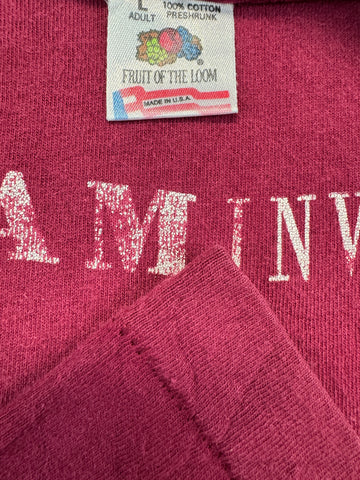 L 100% COTTON
ADULT PRESHRUNK
FRUIT OF THE LOOM
MADE IN U.S.A.
AMINV